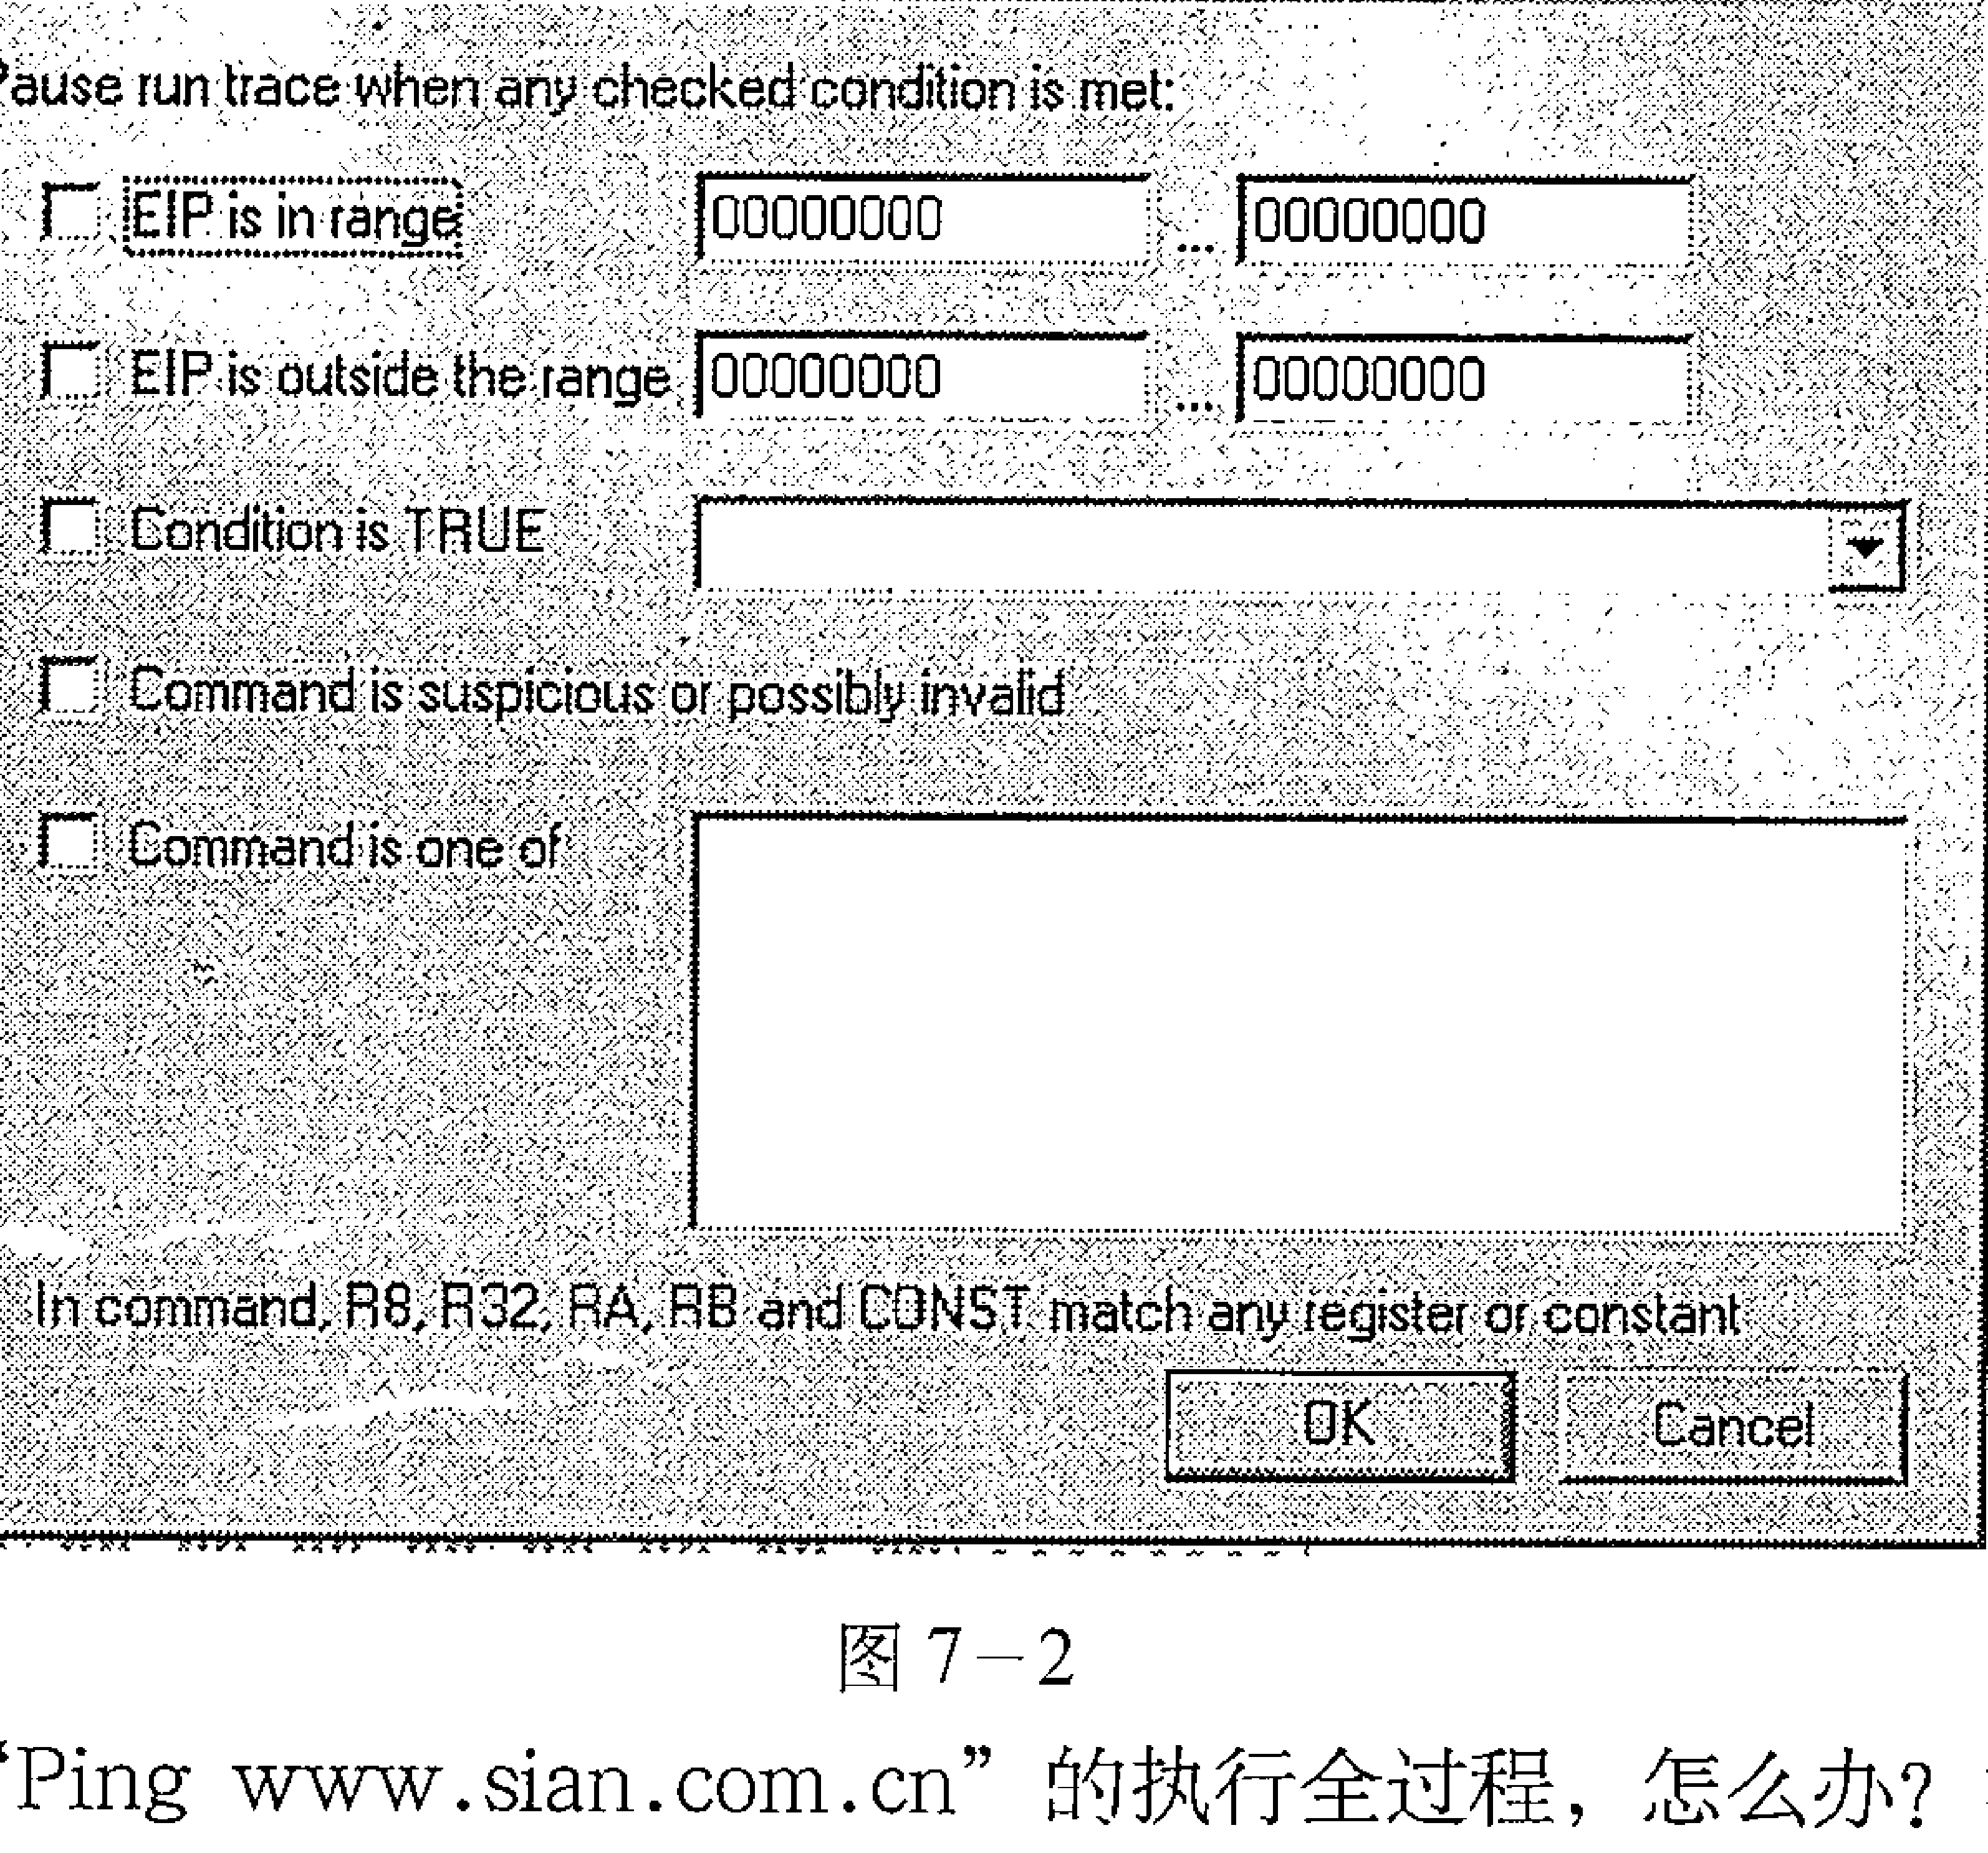 Pause run trace when any checked condition is met:
EIP is in range 00000000 ... 00000000
EIP is outside the range 00000000 ... 00000000
Condition is TRUE
Command is suspicious or possibly invalid
Command is one of
In command, R8, R32, RA, RB and CONST match any register or constant
OK Cancel
图 7-2
“Ping www.sian.com.cn” 的执行全过程，怎么办？